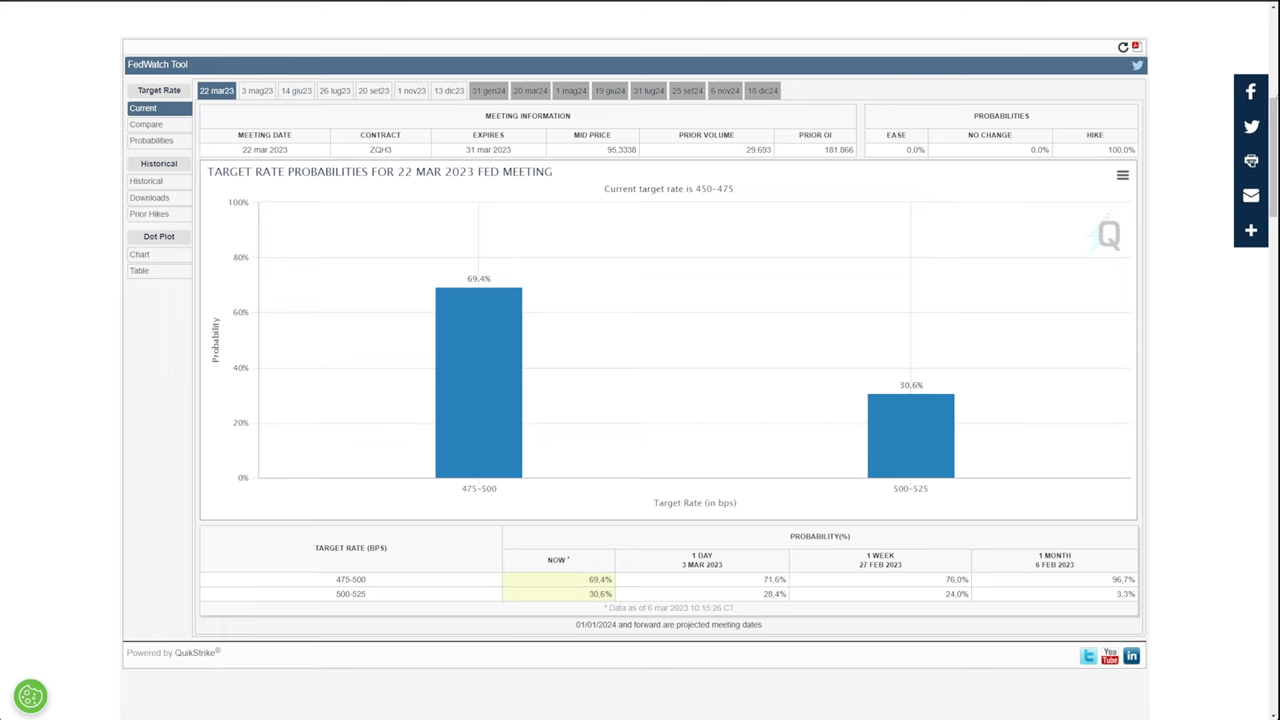 FedWatch Tool
Target Rate
22 mar23 3 mag23 14 giu23 26 lug23 20 set23 1 nov23 13 dic23 31 gen24 20 mar24 1 mag24 19 giu24 31 lug24 25 set24 6 nov24 18 dic24
Current
Compare
Probabilities
Historical
Historical
Downloads
Prior Hikes
Dot Plot
Chart
Table
MEETING INFORMATION PROBABILITIES
MEETING DATE CONTRACT EXPIRES MID PRICE PRIOR VOLUME PRIOR OI EASE NO CHANGE HIKE
22 mar 2023 ZQH3 31 mar 2023 95,3338 29.693 181.866 0,0% 0,0% 100,0%
TARGET RATE PROBABILITIES FOR 22 MAR 2023 FED MEETING
Current target rate is 450-475
Q
100%
80%
60%
40%
20%
0%
Probability
69.4%
30.6%
475-500 500-525
Target Rate (in bps)
TARGET RATE (BPS) PROBABILITY(%)
NOW * 1 DAY 3 MAR 2023 1 WEEK 27 FEB 2023 1 MONTH 6 FEB 2023
475-500 69,4% 71,6% 76,0% 96,7%
500-525 30,6% 28,4% 24,0% 3,3%
* Data as of 6 mar 2023 10:15:26 CT
01/01/2024 and forward are projected meeting dates
Powered by QuikStrike®
You Tube
in